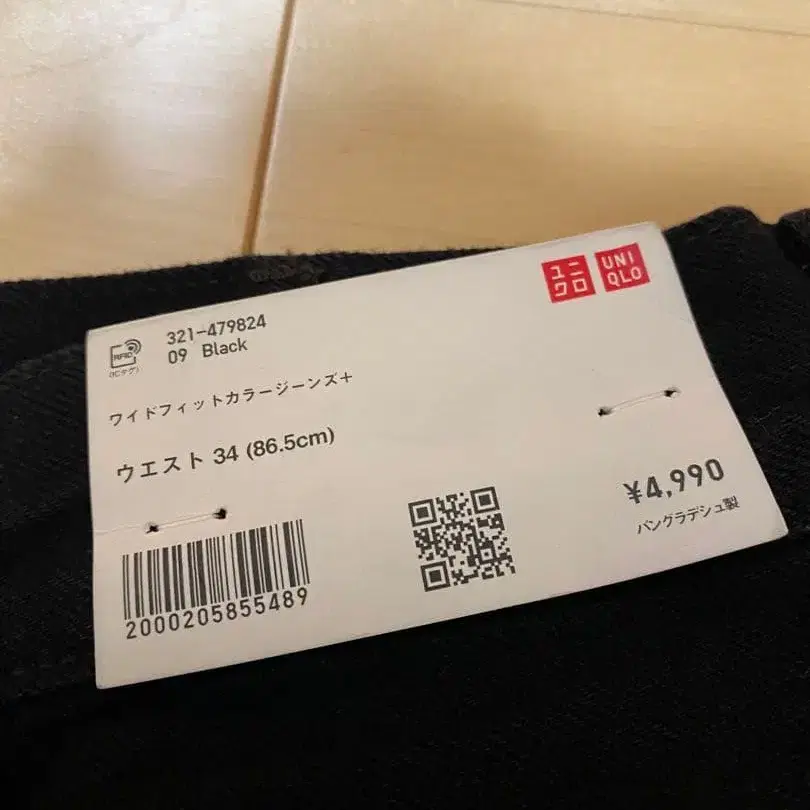 ユニ
クロ
UNI
QLO
321-479824
09 Black
RFID
(ICタグ)
ワイドフィットカラージーンズ+
ウエスト 34 (86.5cm)
¥4,990
バングラデシュ製
2000205855489